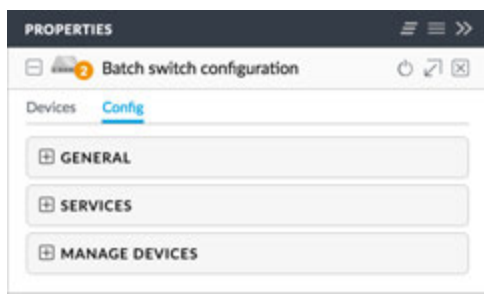 PROPERTIES
2 Batch switch configuration
Devices Config
GENERAL
SERVICES
MANAGE DEVICES